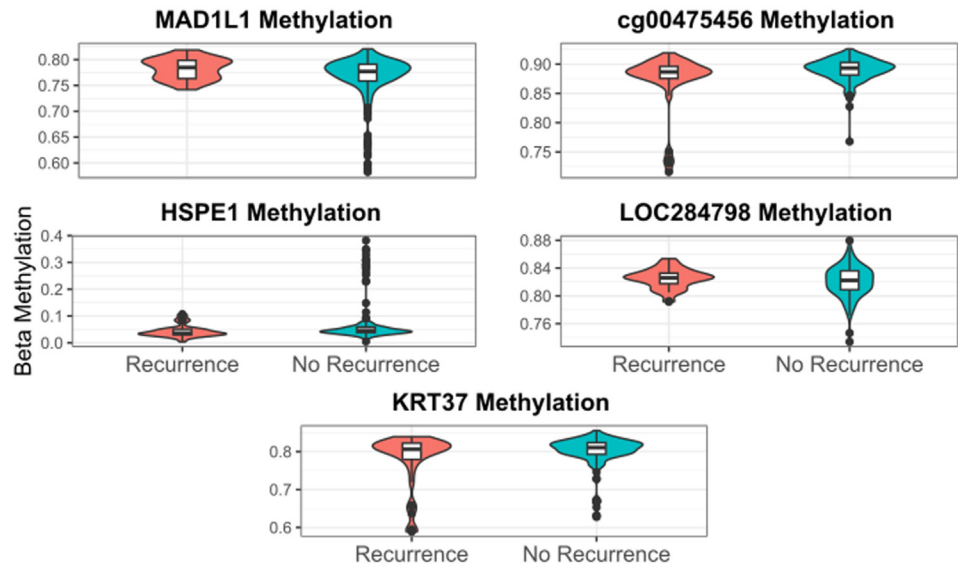 MAD1L1 Methylation
0.80
0.75
0.70
0.65
0.60
cg00475456 Methylation
0.90
0.85
0.80
0.75
Beta Methylation
HSPE1 Methylation
0.4
0.3
0.2
0.1
0.0
Recurrence No Recurrence
LOC284798 Methylation
0.88
0.84
0.80
0.76
Recurrence No Recurrence
KRT37 Methylation
0.8
0.7
0.6
Recurrence No Recurrence